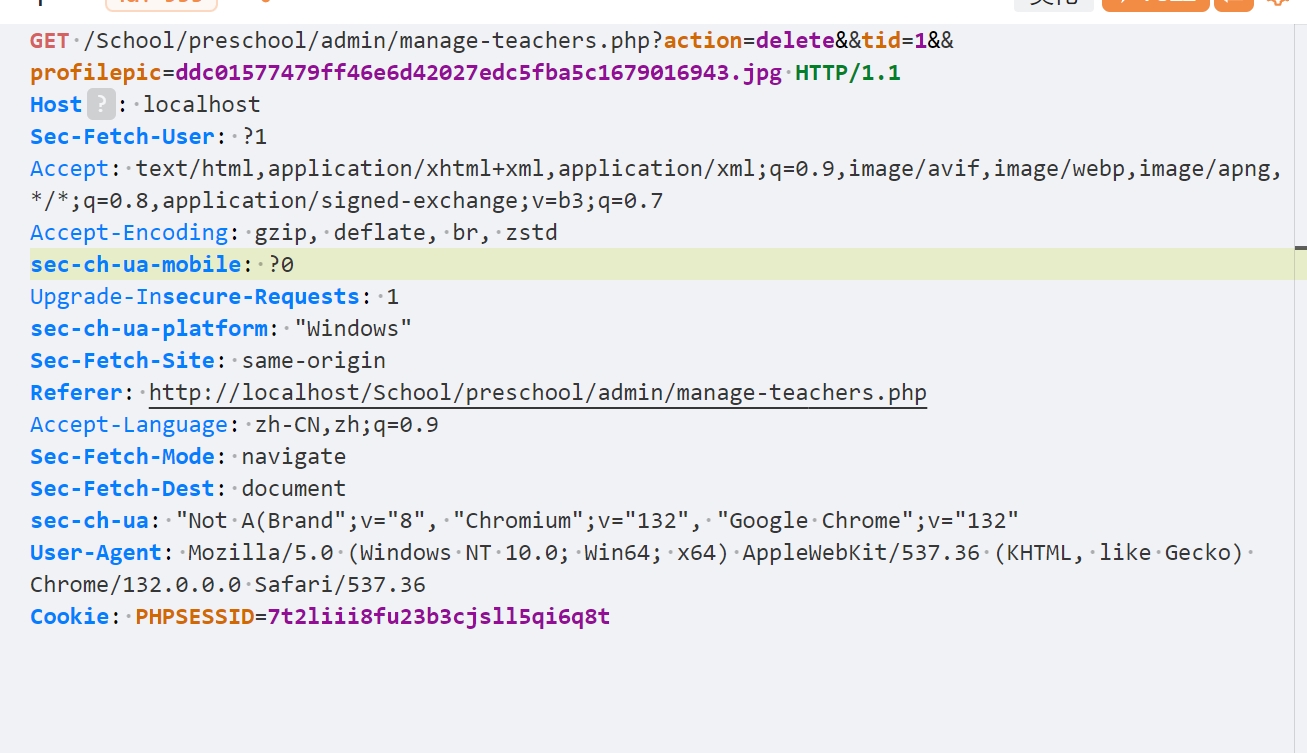 GET /School/preschool/admin/manage-teachers.php?action=delete&&tid=1&&
profilepic=ddc01577479ff46e6d42027edc5fba5c1679016943.jpg HTTP/1.1
Host ? : localhost
Sec-Fetch-User: ?1
Accept: text/html,application/xhtml+xml,application/xml;q=0.9,image/avif,image/webp,image/apng,
*/*;q=0.8,application/signed-exchange;v=b3;q=0.7
Accept-Encoding: gzip, deflate, br, zstd
sec-ch-ua-mobile: ?0
Upgrade-Insecure-Requests: 1
sec-ch-ua-platform: "Windows"
Sec-Fetch-Site: same-origin
Referer: http://localhost/School/preschool/admin/manage-teachers.php
Accept-Language: zh-CN,zh;q=0.9
Sec-Fetch-Mode: navigate
Sec-Fetch-Dest: document
sec-ch-ua: "Not A(Brand";v="8", "Chromium";v="132", "Google Chrome";v="132"
User-Agent: Mozilla/5.0 (Windows NT 10.0; Win64; x64) AppleWebKit/537.36 (KHTML, like Gecko)
Chrome/132.0.0.0 Safari/537.36
Cookie: PHPSESSID=7t2liii8fu23b3cjsll5qi6q8t